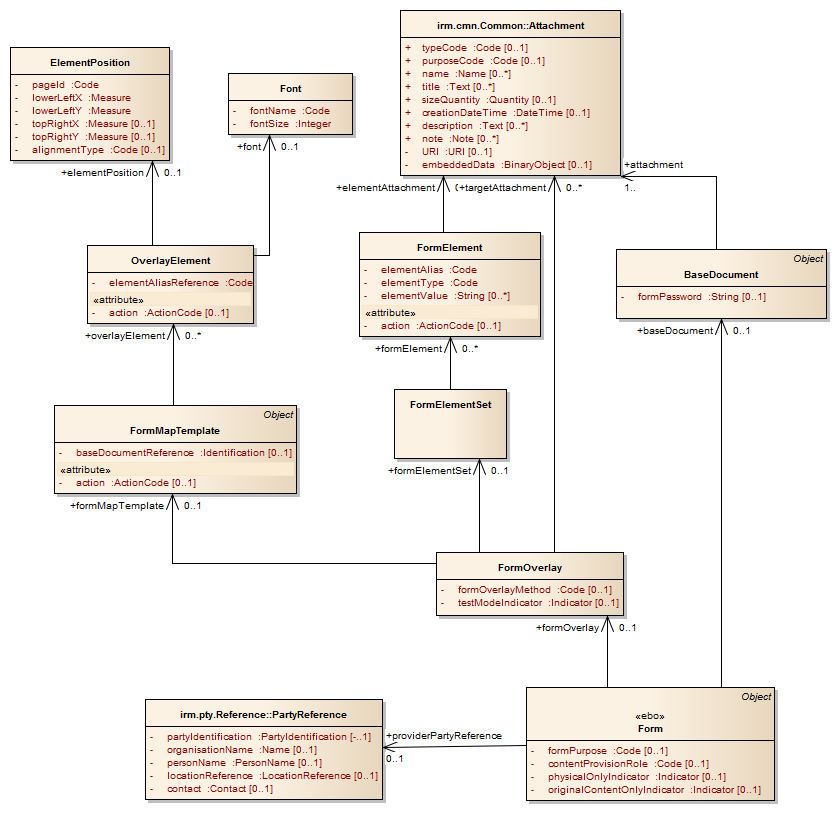 ElementPosition
- pageId :Code
- lowerLeftX :Measure
- lowerLeftY :Measure
- topRightX :Measure [0..1]
- topRightY :Measure [0..1]
- alignmentType :Code [0..1]
Font
- fontName :Code
- fontSize :Integer
irm.cmn.Common::Attachment
+ typeCode :Code [0..1]
+ purposeCode :Code [0..1]
+ name :Name [0..*]
+ title :Text [0..*]
+ sizeQuantity :Quantity [0..1]
+ creationDateTime :DateTime [0..1]
+ description :Text [0..*]
+ note :Note [0..*]
- URI :URI [0..1]
- embeddedData :BinaryObject [0..1]
+elementPosition 0..1
+font 0..1
+elementAttachment
(+targetAttachment 0..*
+attachment
1..
OverlayElement
- elementAliasReference :Code
«attribute»
- action :ActionCode [0..1]
FormElement
- elementAlias :Code
- elementType :Code
- elementValue :String [0..*]
«attribute»
- action :ActionCode [0..1]
Object
BaseDocument
- formPassword :String [0..1]
+overlayElement 0..*
+formElement 0..*
+baseDocument 0..1
Object
FormMapTemplate
- baseDocumentReference :Identification [0..1]
«attribute»
- action :ActionCode [0..1]
FormElementSet
+formMapTemplate 0..1
+formElementSet 0..1
FormOverlay
- formOverlayMethod :Code [0..1]
- testModeIndicator :Indicator [0..1]
+formOverlay 0..1
irm.pty.Reference::PartyReference
- partyIdentification :PartyIdentification [-..1]
- organisationName :Name [0..1]
- personName :PersonName [0..1]
- locationReference :LocationReference [0..1]
- contact :Contact [0..1]
+providerPartyReference
0..1
Object
«ebo»
Form
- formPurpose :Code [0..1]
- contentProvisionRole :Code [0..1]
- physicalOnlyIndicator :Indicator [0..1]
- originalContentOnlyIndicator :Indicator [0..1]